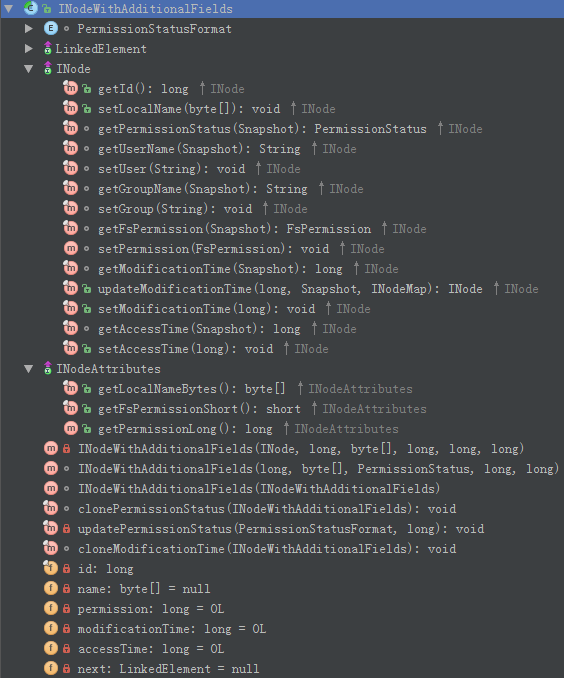 INodeWithAdditionalFields
PermissionStatusFormat
LinkedElement
INode
getId(): long ↑INode
setLocalName(byte[]): void ↑INode
getPermissionStatus(Snapshot): PermissionStatus ↑INode
getUserName(Snapshot): String ↑INode
setUser(String): void ↑INode
getGroupName(Snapshot): String ↑INode
setGroup(String): void ↑INode
getFsPermission(Snapshot): FsPermission ↑INode
setPermission(FsPermission): void ↑INode
getModificationTime(Snapshot): long ↑INode
updateModificationTime(long, Snapshot, INodeMap): INode ↑INode
setModificationTime(long): void ↑INode
getAccessTime(Snapshot): long ↑INode
setAccessTime(long): void ↑INode
INodeAttributes
getLocalNameBytes(): byte[] ↑INodeAttributes
getFsPermissionShort(): short ↑INodeAttributes
getPermissionLong(): long ↑INodeAttributes
INodeWithAdditionalFields(INode, long, byte[], long, long, long)
INodeWithAdditionalFields(long, byte[], PermissionStatus, long, long)
INodeWithAdditionalFields(INodeWithAdditionalFields)
clonePermissionStatus(INodeWithAdditionalFields): void
updatePermissionStatus(PermissionStatusFormat, long): void
cloneModificationTime(INodeWithAdditionalFields): void
id: long
name: byte[] = null
permission: long = 0L
modificationTime: long = 0L
accessTime: long = 0L
next: LinkedElement = null